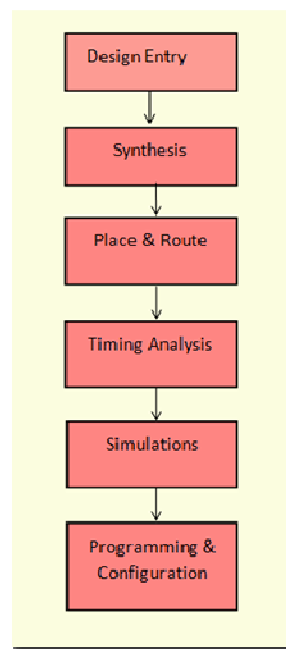 Design Entry
Synthesis
Place & Route
Timing Analysis
Simulations
Programming &
Configuration